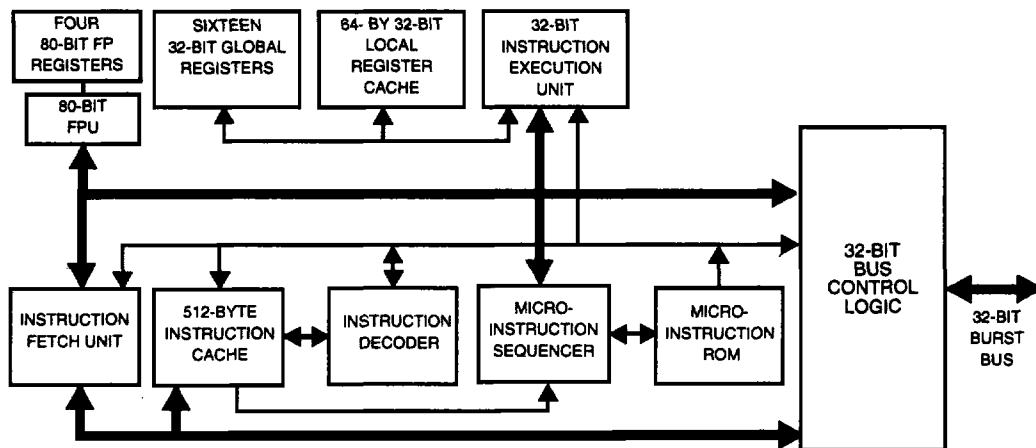 FOUR
80-BIT FP
REGISTERS
80-BIT
FPU
SIXTEEN
32-BIT GLOBAL
REGISTERS
64- BY 32-BIT
LOCAL
REGISTER
CACHE
32-BIT
INSTRUCTION
EXECUTION
UNIT
INSTRUCTION
FETCH UNIT
512-BYTE
INSTRUCTION
CACHE
INSTRUCTION
DECODER
MICRO-
INSTRUCTION
SEQUENCER
MICRO-
INSTRUCTION
ROM
32-BIT
BUS
CONTROL
LOGIC
32-BIT
BURST
BUS